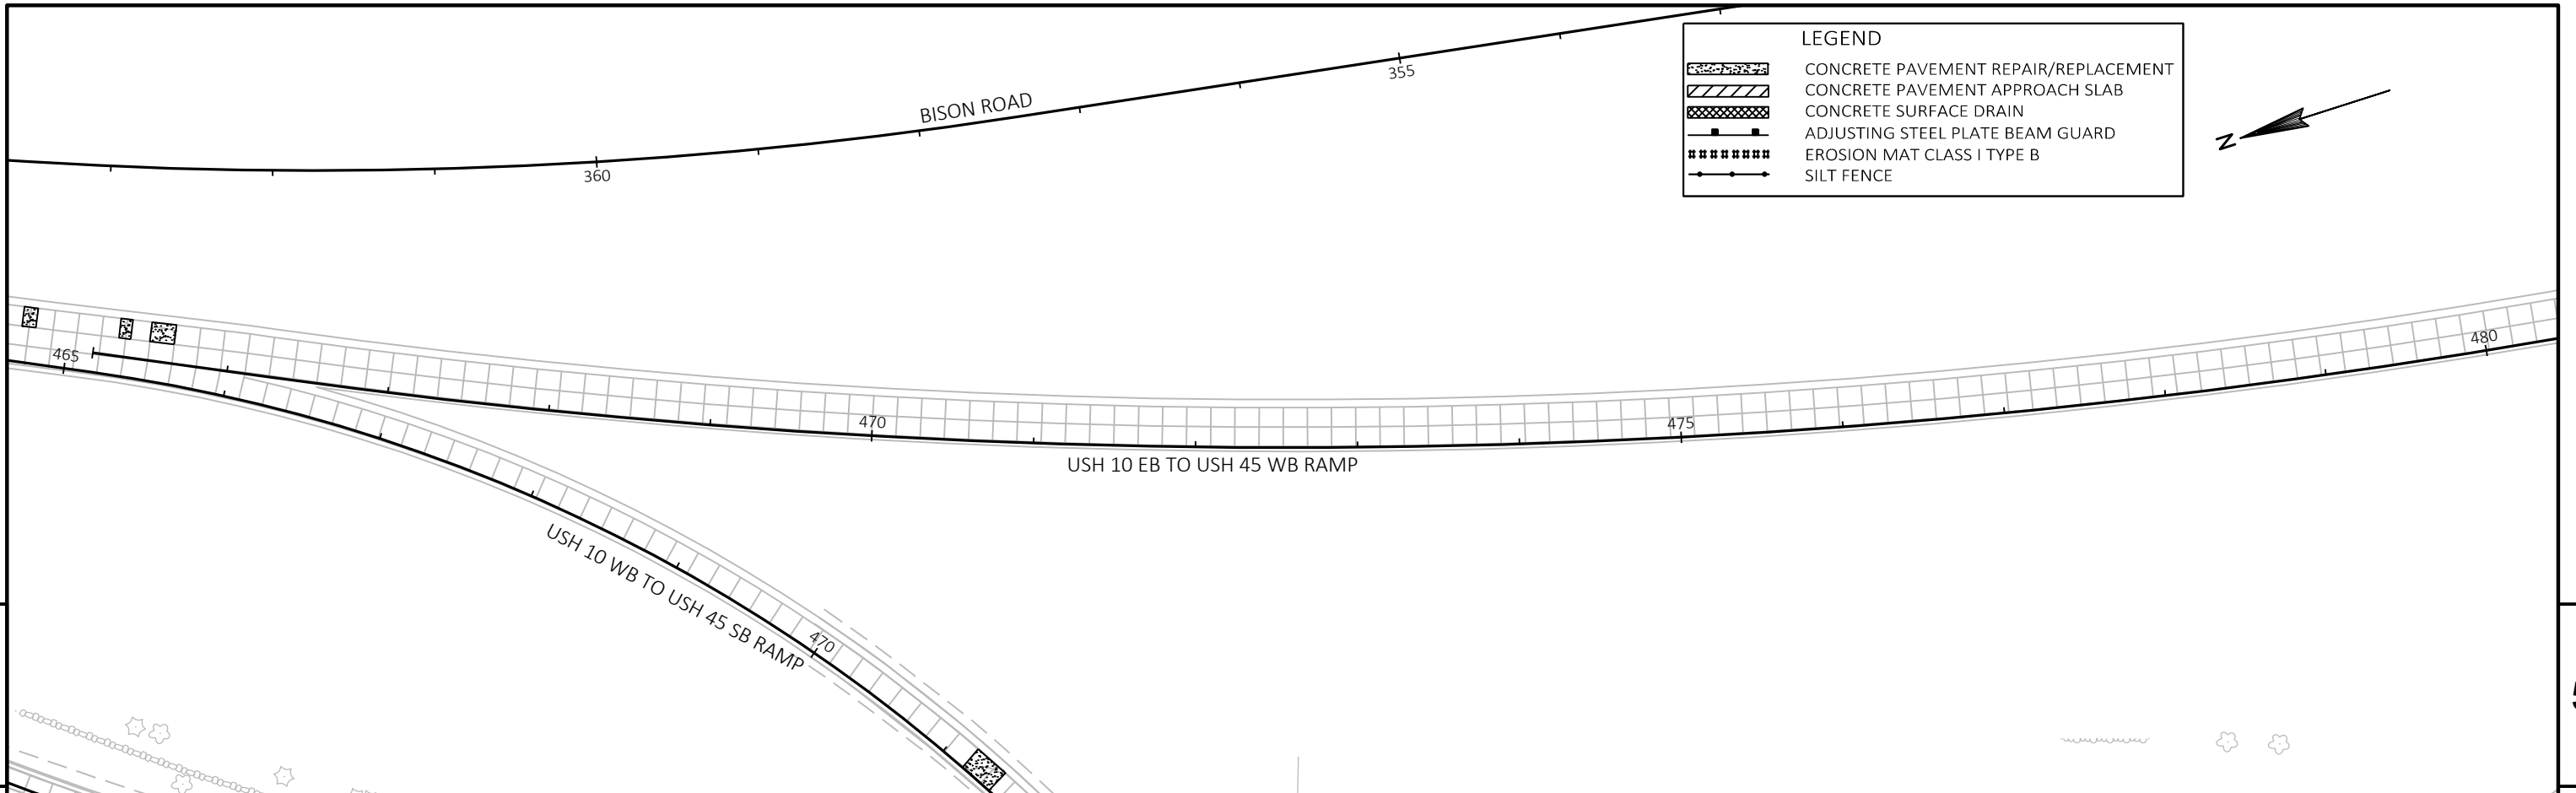 LEGEND
CONCRETE PAVEMENT REPAIR/REPLACEMENT
CONCRETE PAVEMENT APPROACH SLAB
CONCRETE SURFACE DRAIN
ADJUSTING STEEL PLATE BEAM GUARD
EROSION MAT CLASS I TYPE B
SILT FENCE
N
355
BISON ROAD
360
465
470
475
480
USH 10 EB TO USH 45 WB RAMP
USH 10 WB TO USH 45 SB RAMP
470